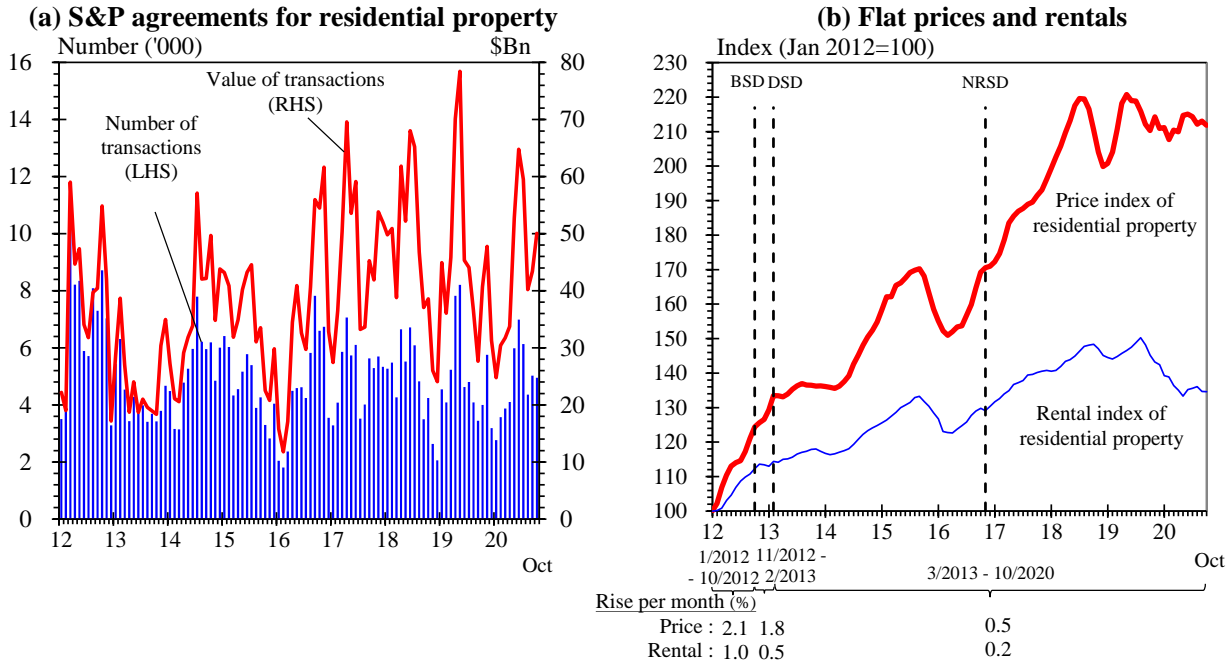 (a) S&P agreements for residential property
Number ('000)
$Bn
16
14
12
10
8
6
4
2
0
80
70
60
50
40
30
20
10
0
Value of transactions
(RHS)
Number of
transactions
(LHS)
12 13 14 15 16 17 18 19 20
Oct
(b) Flat prices and rentals
Index (Jan 2012=100)
230
220
210
200
190
180
170
160
150
140
130
120
110
100
BSD DSD
NRSD
Price index of
residential property
Rental index of
residential property
12 13 14 15 16 17 18 19 20
Oct
1/2012
- 10/2012
11/2012 -
2/2013
3/2013 - 10/2020
Rise per month (%)
Price : 2.1 1.8 0.5
Rental : 1.0 0.5 0.2